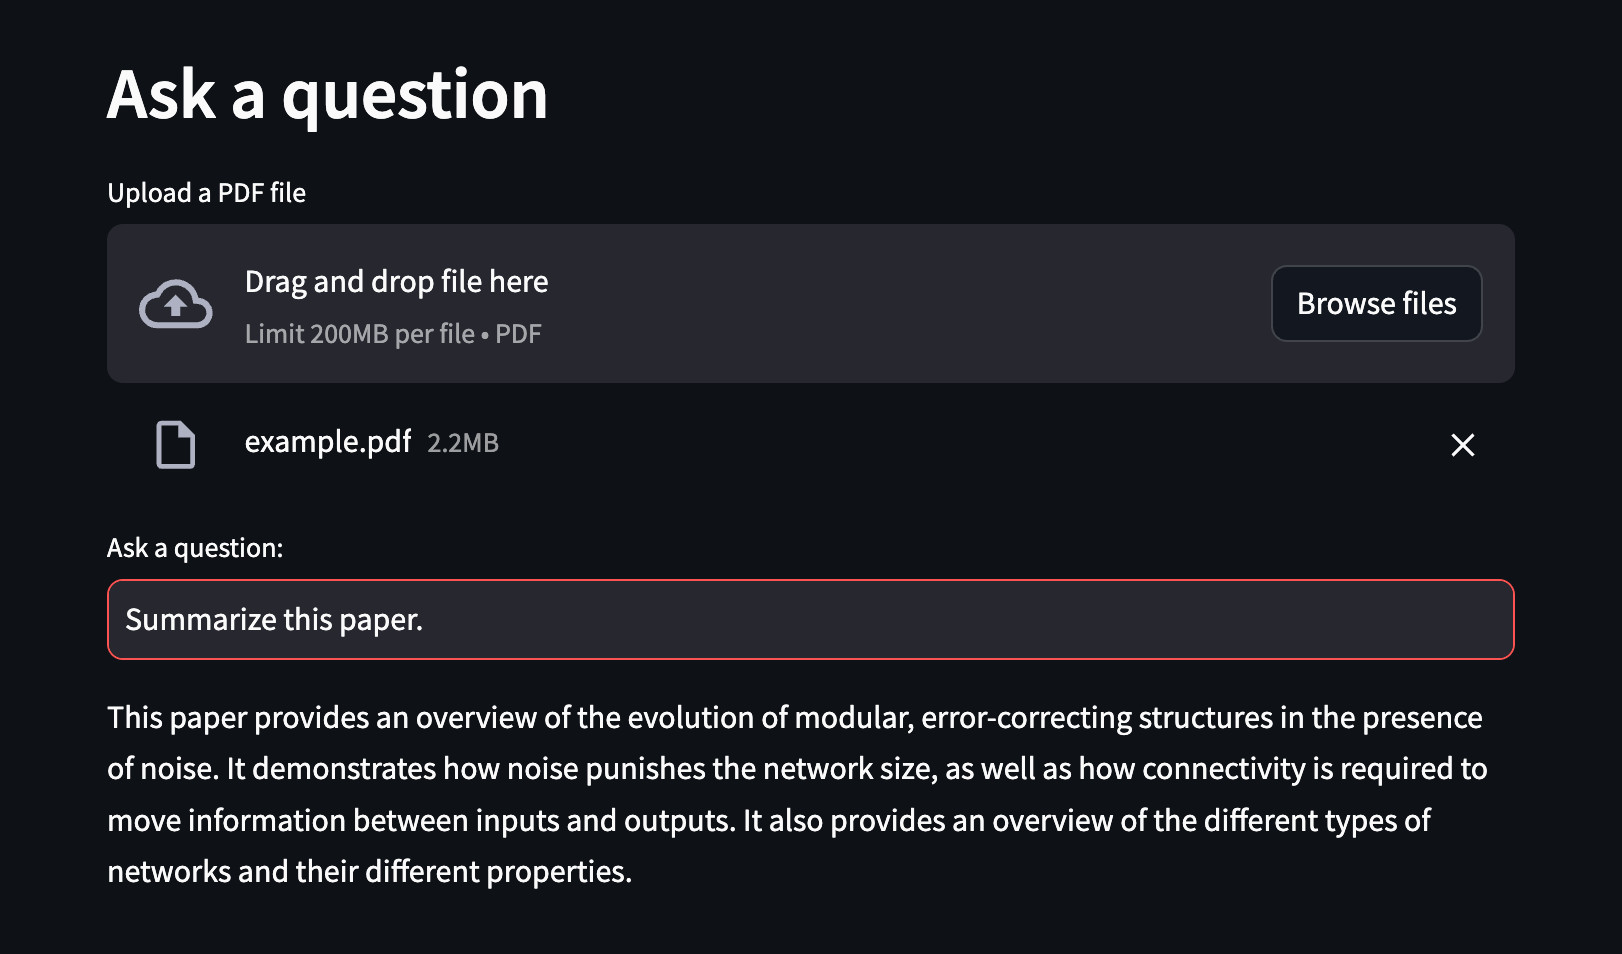 Ask a question
Upload a PDF file
Drag and drop file here
Limit 200MB per file • PDF
Browse files
example.pdf 2.2MB
Ask a question:
Summarize this paper.
This paper provides an overview of the evolution of modular, error-correcting structures in the presence
of noise. It demonstrates how noise punishes the network size, as well as how connectivity is required to
move information between inputs and outputs. It also provides an overview of the different types of
networks and their different properties.